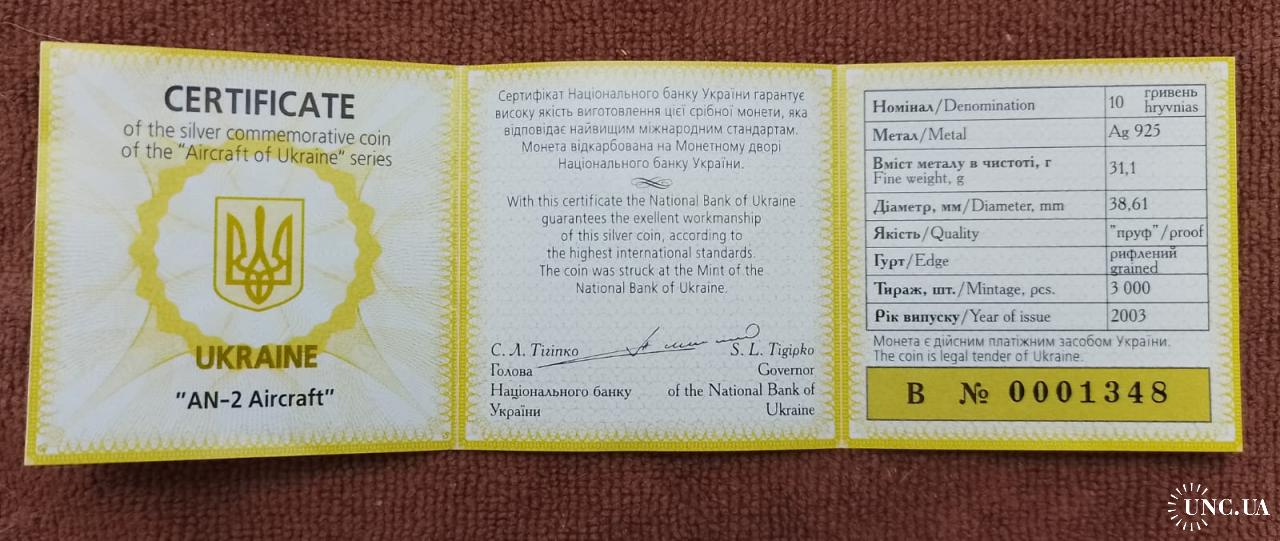 CERTIFICATE
of the silver commemorative coin
of the "Aircraft of Ukraine" series
UKRAINE
"AN-2 Aircraft"
Сертифікат Національного банку України гарантує
високу якість виготовлення цієї срібної монети, яка
відповідає найвищим міжнародним стандартам.
Монета відкарбована на Монетному дворі
Національного банку України.
With this certificate the National Bank of Ukraine
guarantees the exellent workmanship
of this silver coin, according to
the highest international standards.
The coin was struck at the Mint of the
National Bank of Ukraine.
С. Л. Тігіпко S. L. Tigipko
Голова Governor
Національного банку of the National Bank of
України Ukraine
Номінал/Denomination 10 гривень
hryvnias
Метал/Metal Ag 925
Вміст металу в чистоті, г
Fine weight, g 31,1
Діаметр, мм/Diameter, mm 38,61
Якість/Quality "пруф"/proof
Гурт/Edge рифлений
grained
Тираж, шт./Mintage, pcs. 3 000
Рік випуску/Year of issue 2003
Монета є дійсним платіжним засобом України.
The coin is legal tender of Ukraine.
В № 0001348
UNC.UA